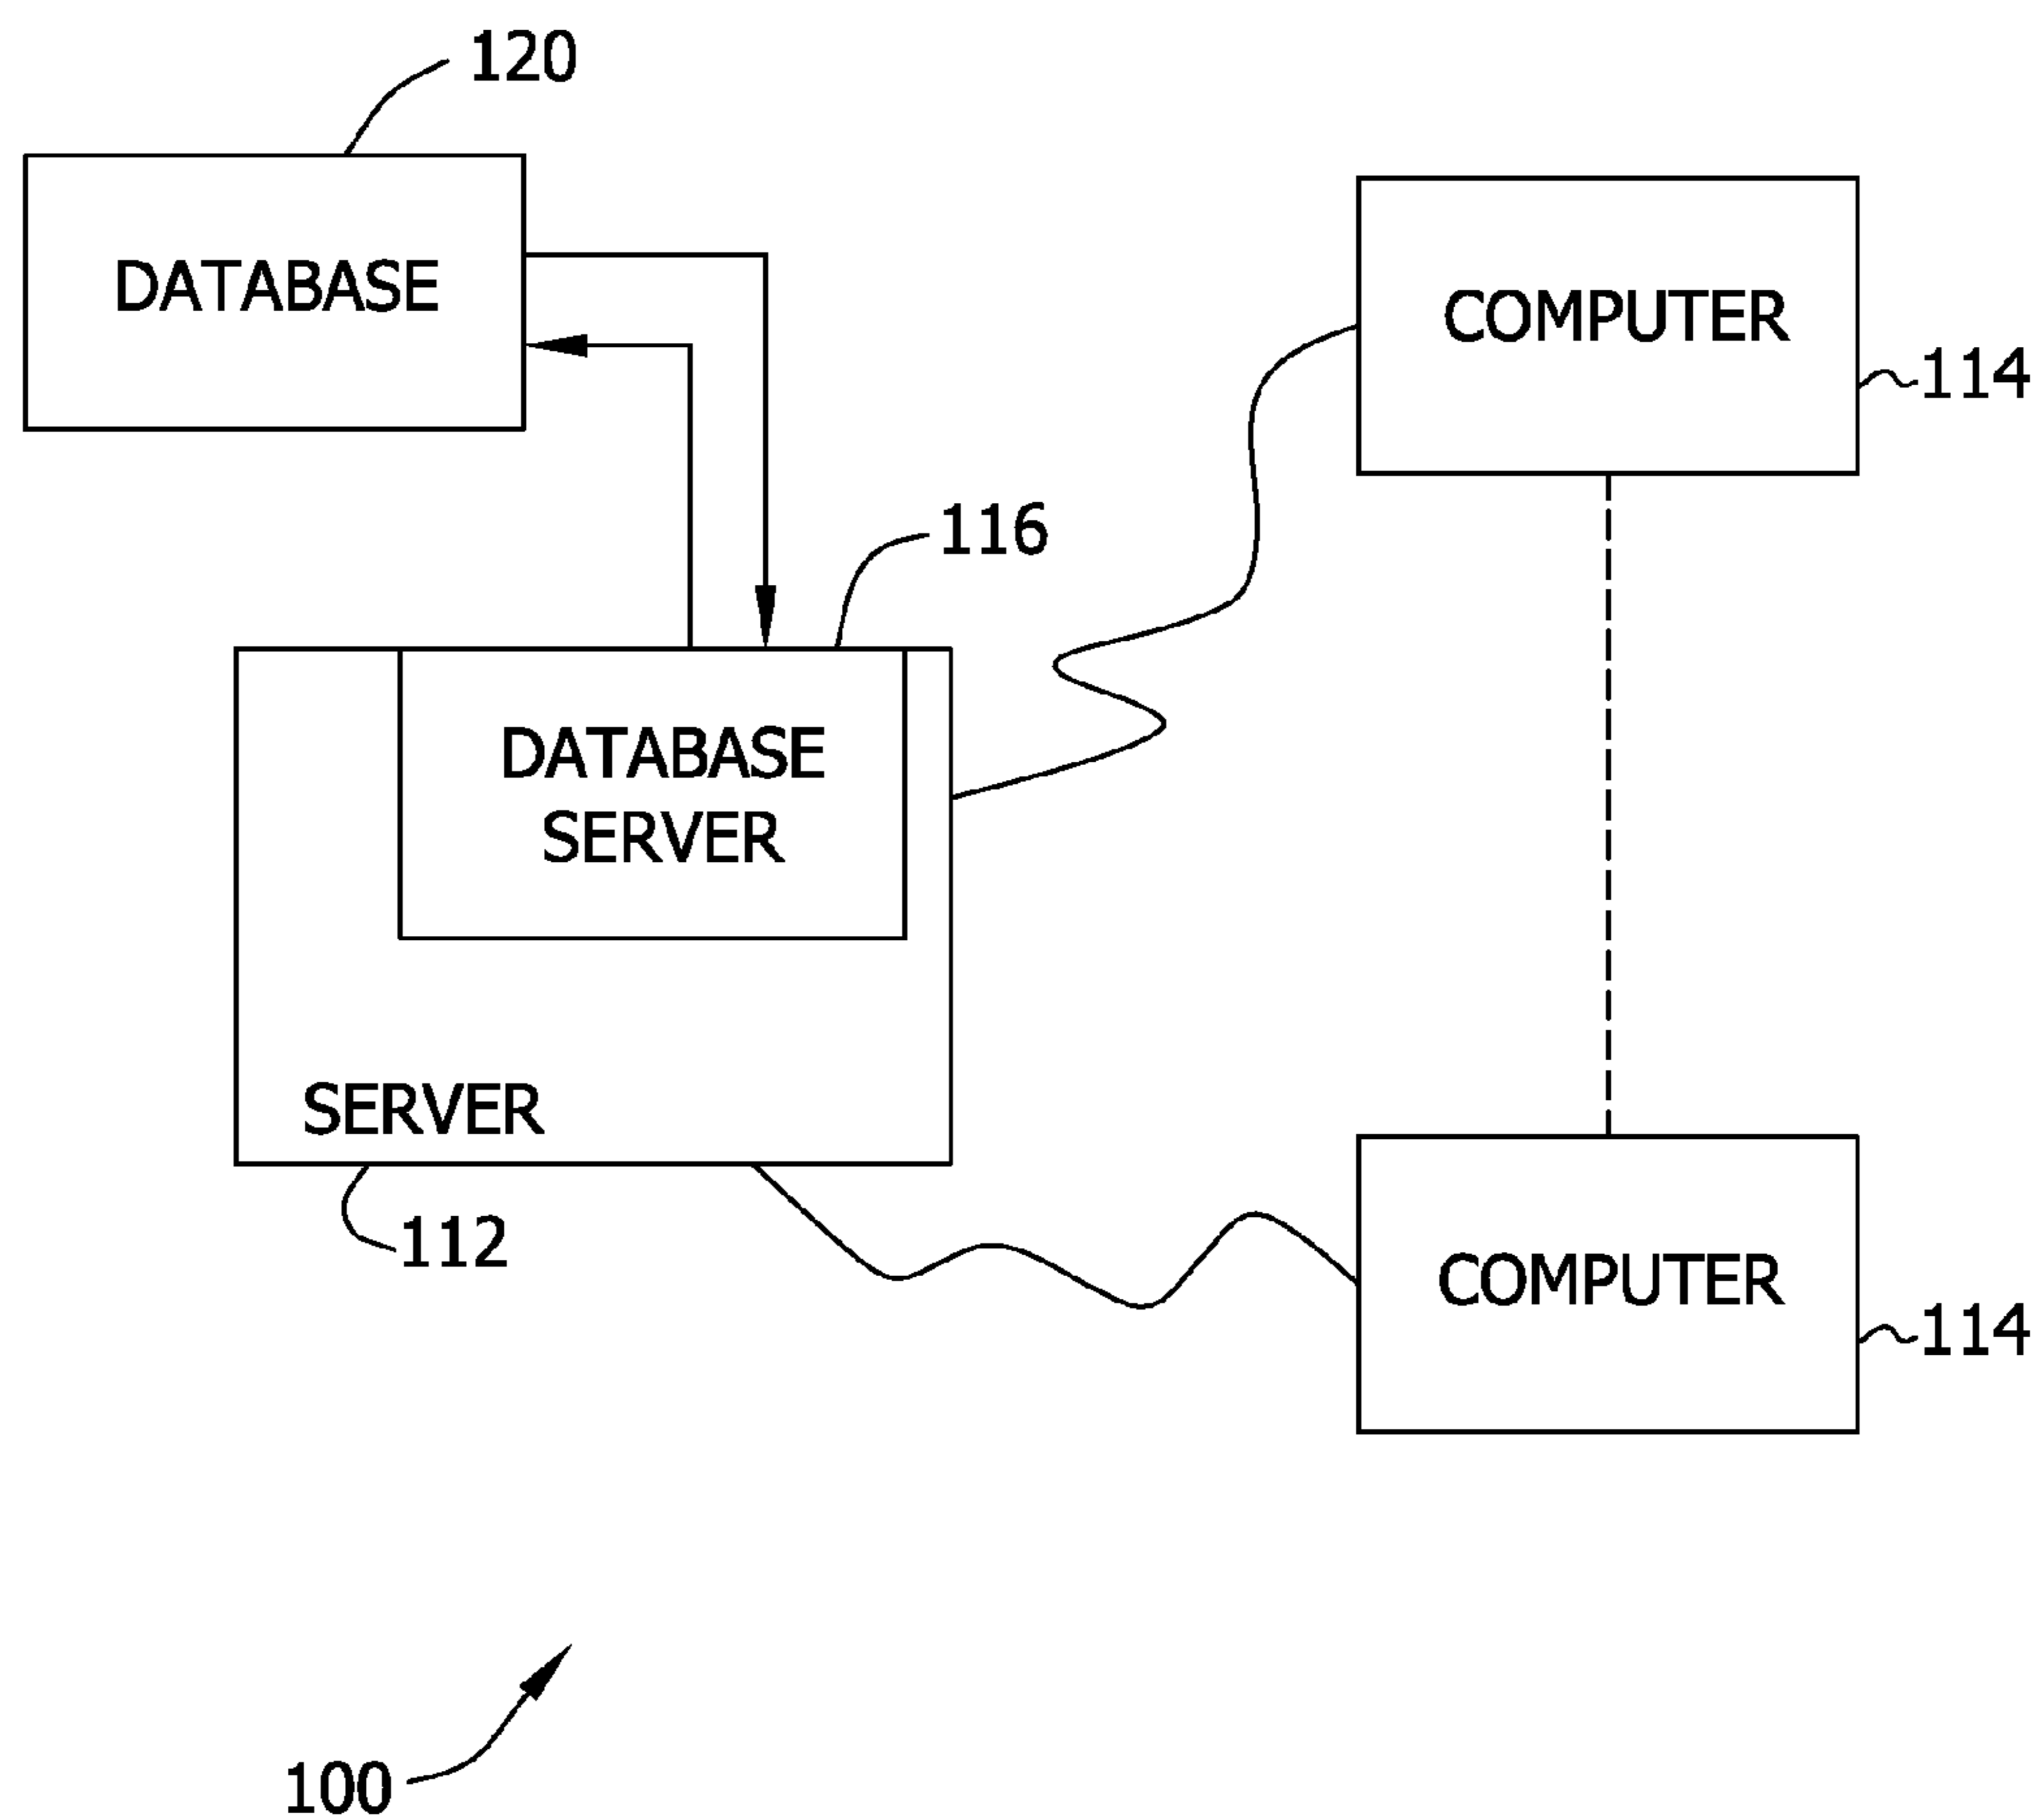 120
DATABASE
COMPUTER
114
116
DATABASE
SERVER
SERVER
112
COMPUTER
114
100